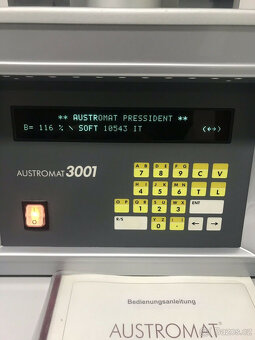 ** AUSTROMAT PRESSIDENT **
B= 116 % \ SOFT 10543 IT
AUSTROMAT 3001
A B C
7 8 9 C V
4 5 6 T L
O P Q R
1 2 3 ENT
R/S
Y Z
0 · - ← →
Bedienungsanleitung
AUSTROMAT